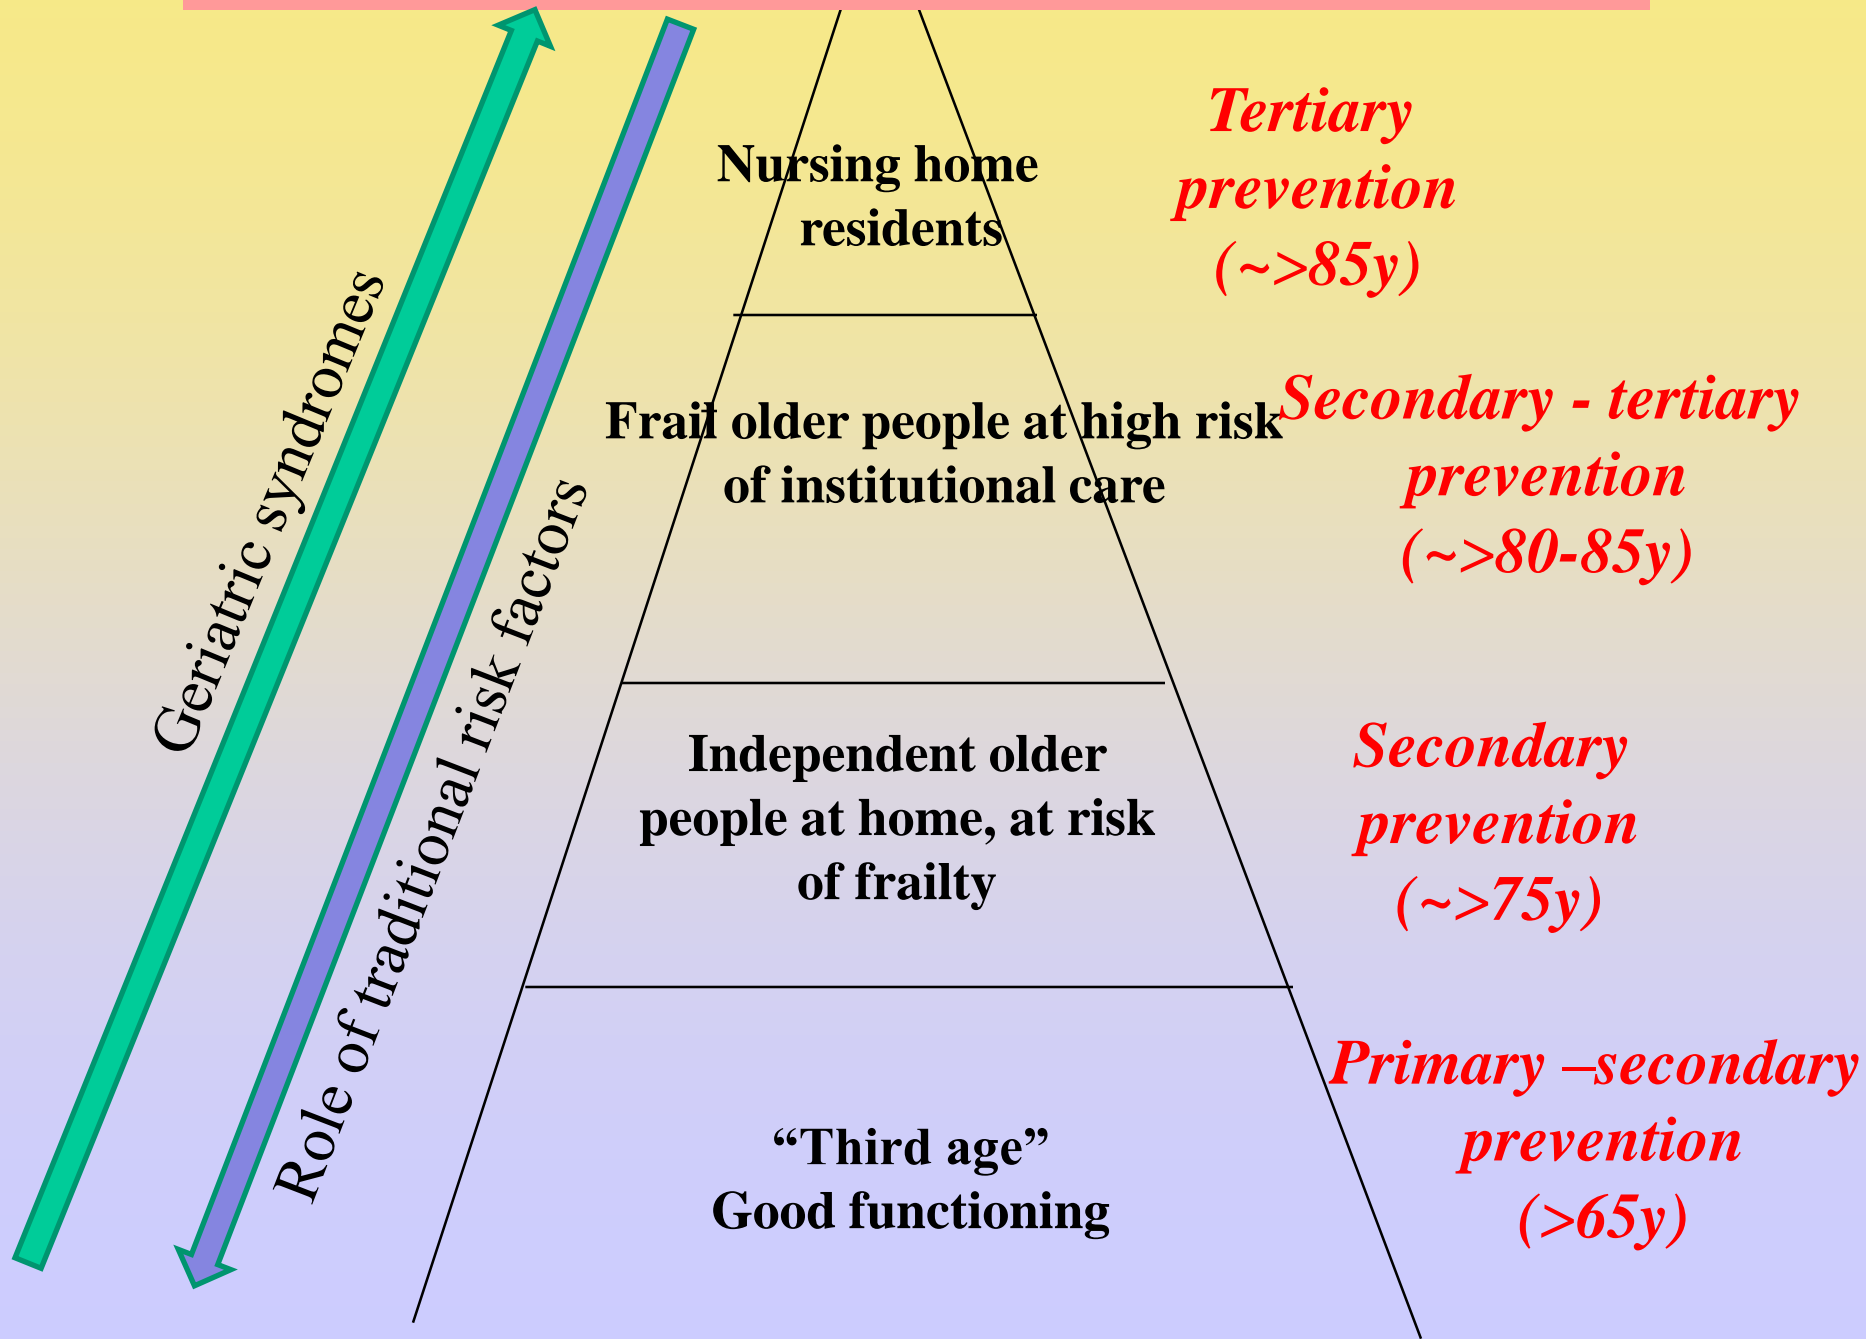 Geriatric syndromes
Role of traditional risk factors
Nursing home
residents
Tertiary
prevention
(~>85y)
Frail older people at high risk
of institutional care
Secondary - tertiary
prevention
(~>80-85y)
Independent older
people at home, at risk
of frailty
Secondary
prevention
(~>75y)
“Third age”
Good functioning
Primary –secondary
prevention
(>65y)